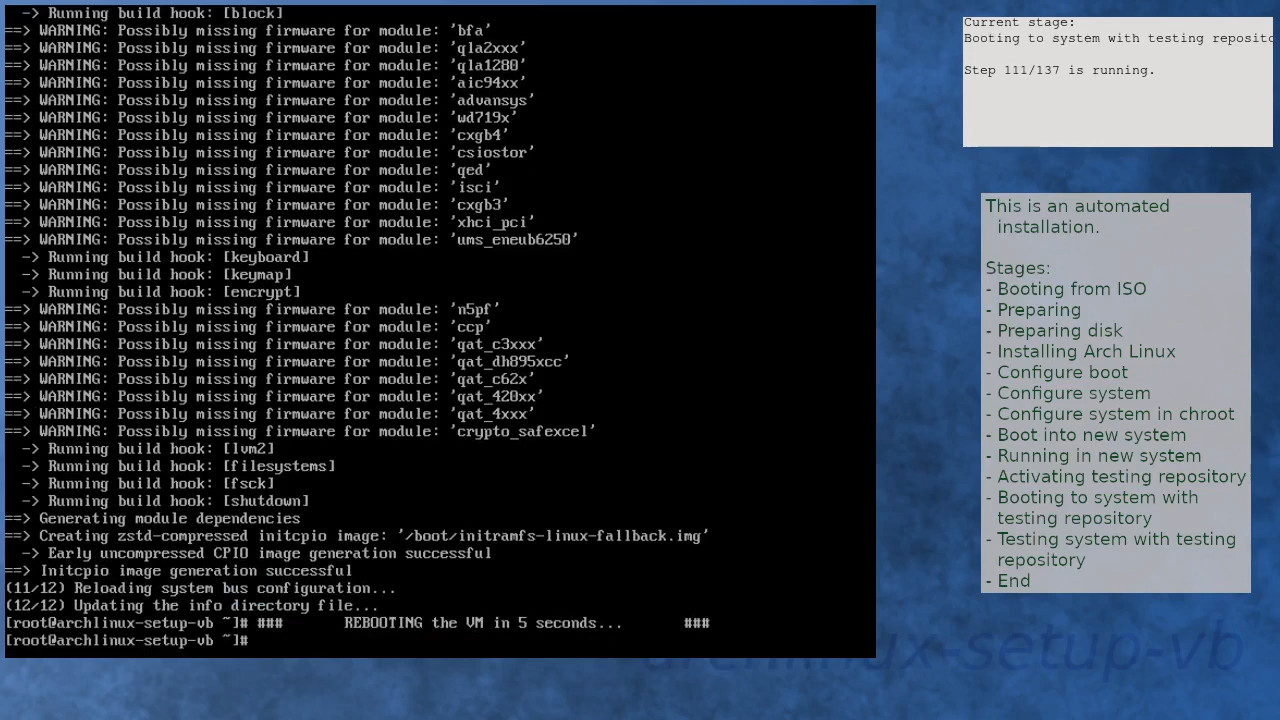 -> Running build hook: [block]
==> WARNING: Possibly missing firmware for module: 'bfa'
==> WARNING: Possibly missing firmware for module: 'qla2xxx'
==> WARNING: Possibly missing firmware for module: 'qla1280'
==> WARNING: Possibly missing firmware for module: 'aic94xx'
==> WARNING: Possibly missing firmware for module: 'advansys'
==> WARNING: Possibly missing firmware for module: 'wd719x'
==> WARNING: Possibly missing firmware for module: 'cxgb4'
==> WARNING: Possibly missing firmware for module: 'csiostor'
==> WARNING: Possibly missing firmware for module: 'qed'
==> WARNING: Possibly missing firmware for module: 'isci'
==> WARNING: Possibly missing firmware for module: 'cxgb3'
==> WARNING: Possibly missing firmware for module: 'xhci_pci'
==> WARNING: Possibly missing firmware for module: 'ums_eneub6250'
-> Running build hook: [keyboard]
-> Running build hook: [keymap]
-> Running build hook: [encrypt]
==> WARNING: Possibly missing firmware for module: 'n5pf'
==> WARNING: Possibly missing firmware for module: 'ccp'
==> WARNING: Possibly missing firmware for module: 'qat_c3xxx'
==> WARNING: Possibly missing firmware for module: 'qat_dh895xcc'
==> WARNING: Possibly missing firmware for module: 'qat_c62x'
==> WARNING: Possibly missing firmware for module: 'qat_420xx'
==> WARNING: Possibly missing firmware for module: 'qat_4xxx'
==> WARNING: Possibly missing firmware for module: 'crypto_safexcel'
-> Running build hook: [lvm2]
-> Running build hook: [filesystems]
-> Running build hook: [fsck]
-> Running build hook: [shutdown]
==> Generating module dependencies
==> Creating zstd-compressed initcpio image: '/boot/initramfs-linux-fallback.img'
-> Early uncompressed CPIO image generation successful
==> Initcpio image generation successful
(11/12) Reloading system bus configuration...
(12/12) Updating the info directory file...
[root@archlinux-setup-vb ~]# ### REBOOTING the VM in 5 seconds... ###
[root@archlinux-setup-vb ~]#
Current stage:
Booting to system with testing reposito
Step 111/137 is running.
This is an automated
installation.
Stages:
- Booting from ISO
- Preparing
- Preparing disk
- Installing Arch Linux
- Configure boot
- Configure system
- Configure system in chroot
- Boot into new system
- Running in new system
- Activating testing repository
- Booting to system with
testing repository
- Testing system with testing
repository
- End
archlinux-setup-vb